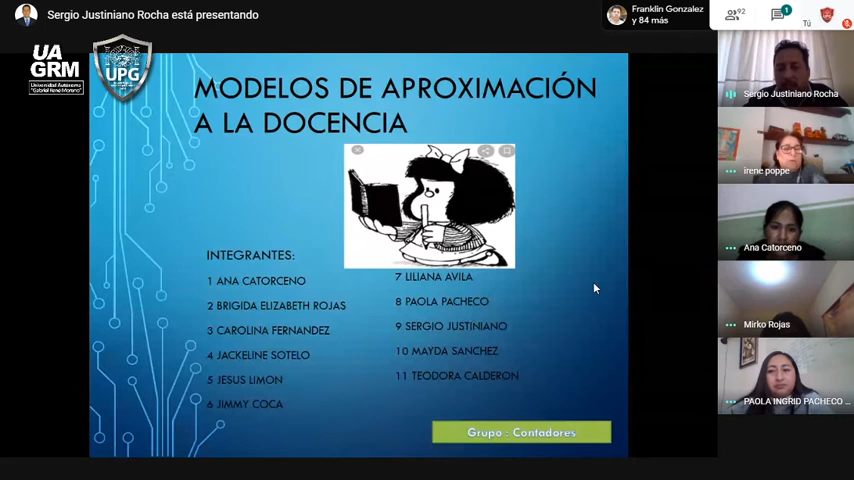 Sergio Justiniano Rocha está presentando
Franklin Gonzalez
y 84 más
92
1
Tú
UA
GRM
Universidad Autónoma
"Gabriel René Moreno"
UPG
MODELOS DE APROXIMACIÓN
A LA DOCENCIA
INTEGRANTES:
1 ANA CATORCENO
2 BRIGIDA ELIZABETH ROJAS
3 CAROLINA FERNANDEZ
4 JACKELINE SOTELO
5 JESUS LIMON
6 JIMMY COCA
7 LILIANA AVILA
8 PAOLA PACHECO
9 SERGIO JUSTINIANO
10 MAYDA SANCHEZ
11 TEODORA CALDERON
Grupo : Contadores
Sergio Justiniano Rocha
irene poppe
Ana Catorceno
Mirko Rojas
PAOLA INGRID PACHECO ...